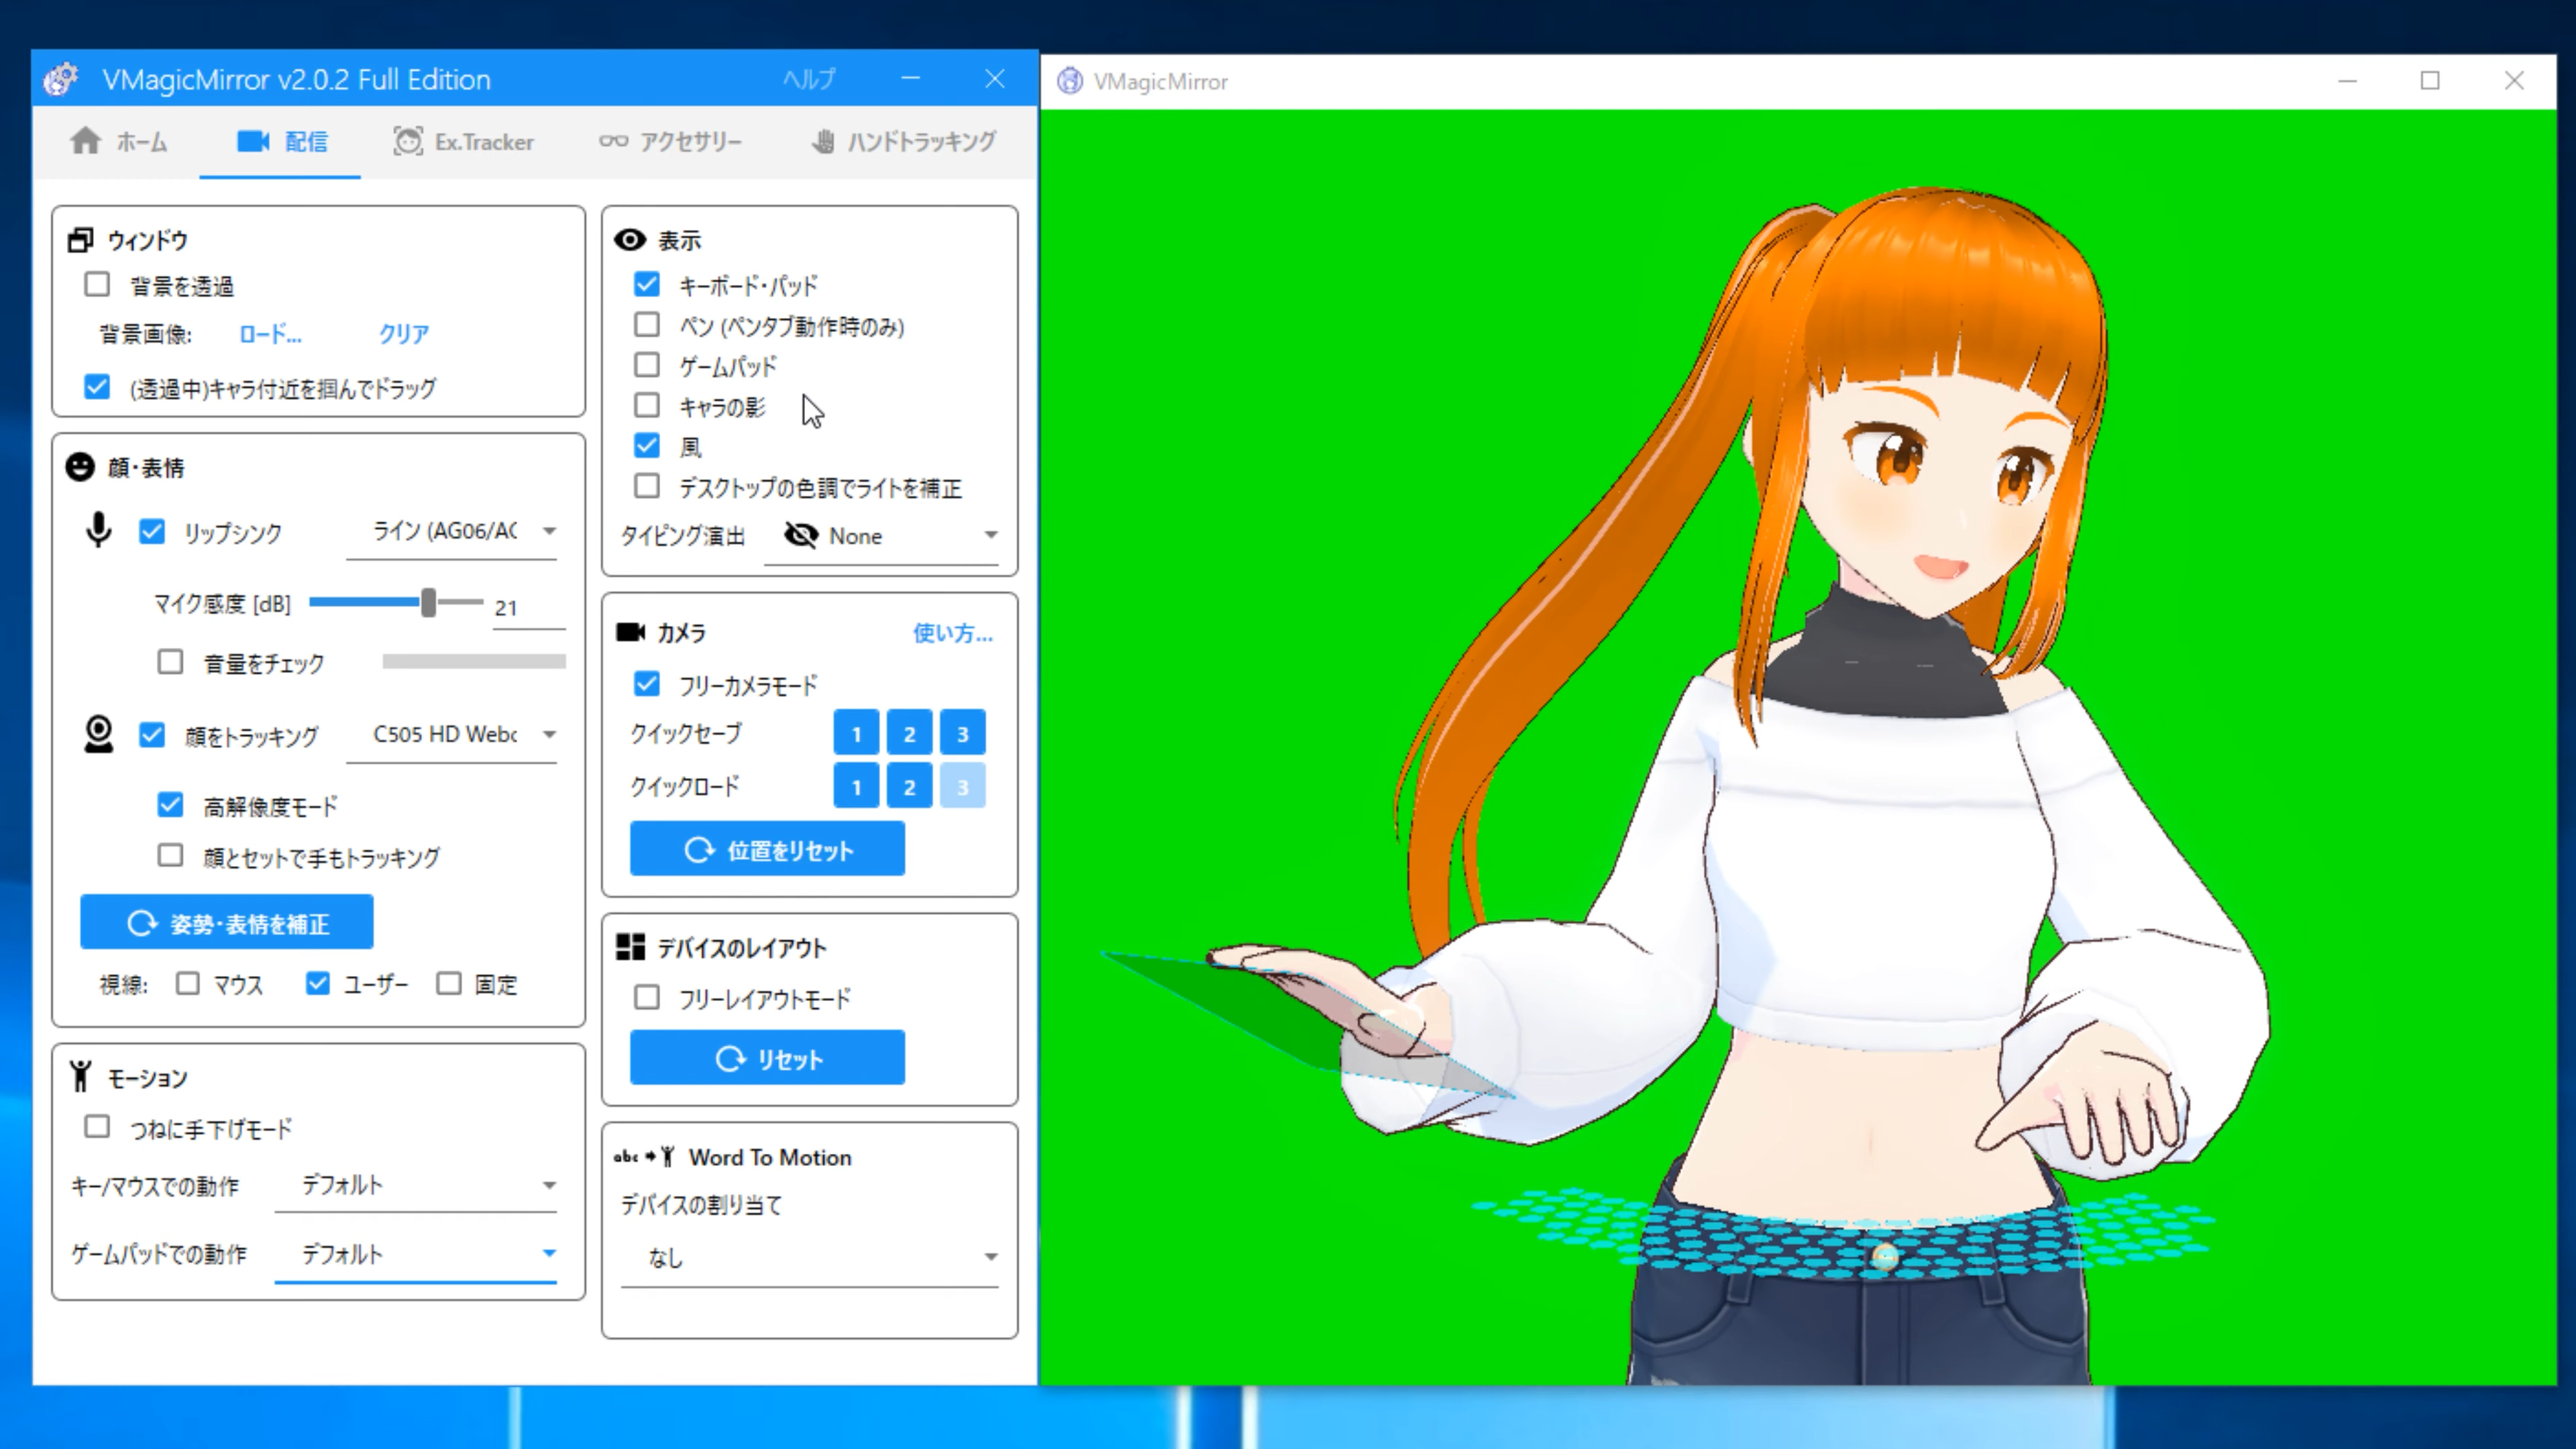 VMagicMirror v2.0.2 Full Edition ヘルプ
ホーム 配信 Ex.Tracker アクセサリー ハンドトラッキング
ウィンドウ
背景を透過
背景画像: ロード... クリア
(透過中)キャラ付近を掴んでドラッグ
顔・表情
リップシンク ライン (AG06/AC
マイク感度 [dB] 21
音量をチェック
顔をトラッキング C505 HD Webc
高解像度モード
顔とセットで手もトラッキング
姿勢・表情を補正
視線: マウス ユーザー 固定
モーション
つねに手下げモード
キー/マウスでの動作 デフォルト
ゲームパッドでの動作 デフォルト
表示
キーボード・パッド
ペン (ペンタブ動作時のみ)
ゲームパッド
キャラの影
風
デスクトップの色調でライトを補正
タイピング演出 None
カメラ 使い方...
フリーカメラモード
クイックセーブ 1 2 3
クイックロード 1 2 3
位置をリセット
デバイスのレイアウト
フリーレイアウトモード
リセット
abc Word To Motion
デバイスの割り当て
なし
VMagicMirror